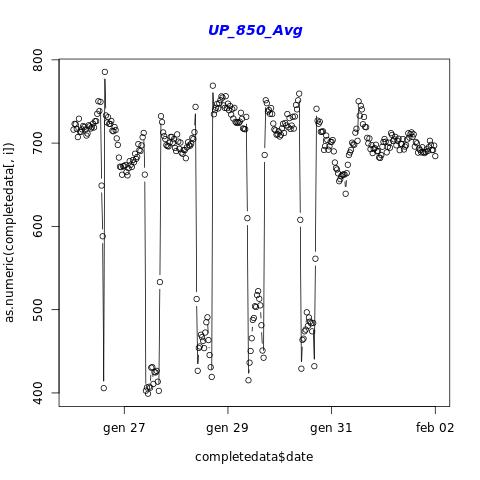 UP_850_Avg
800
700
600
500
400
as.numeric(completedata[, i])
gen 27
gen 29
gen 31
feb 02
completedata$date